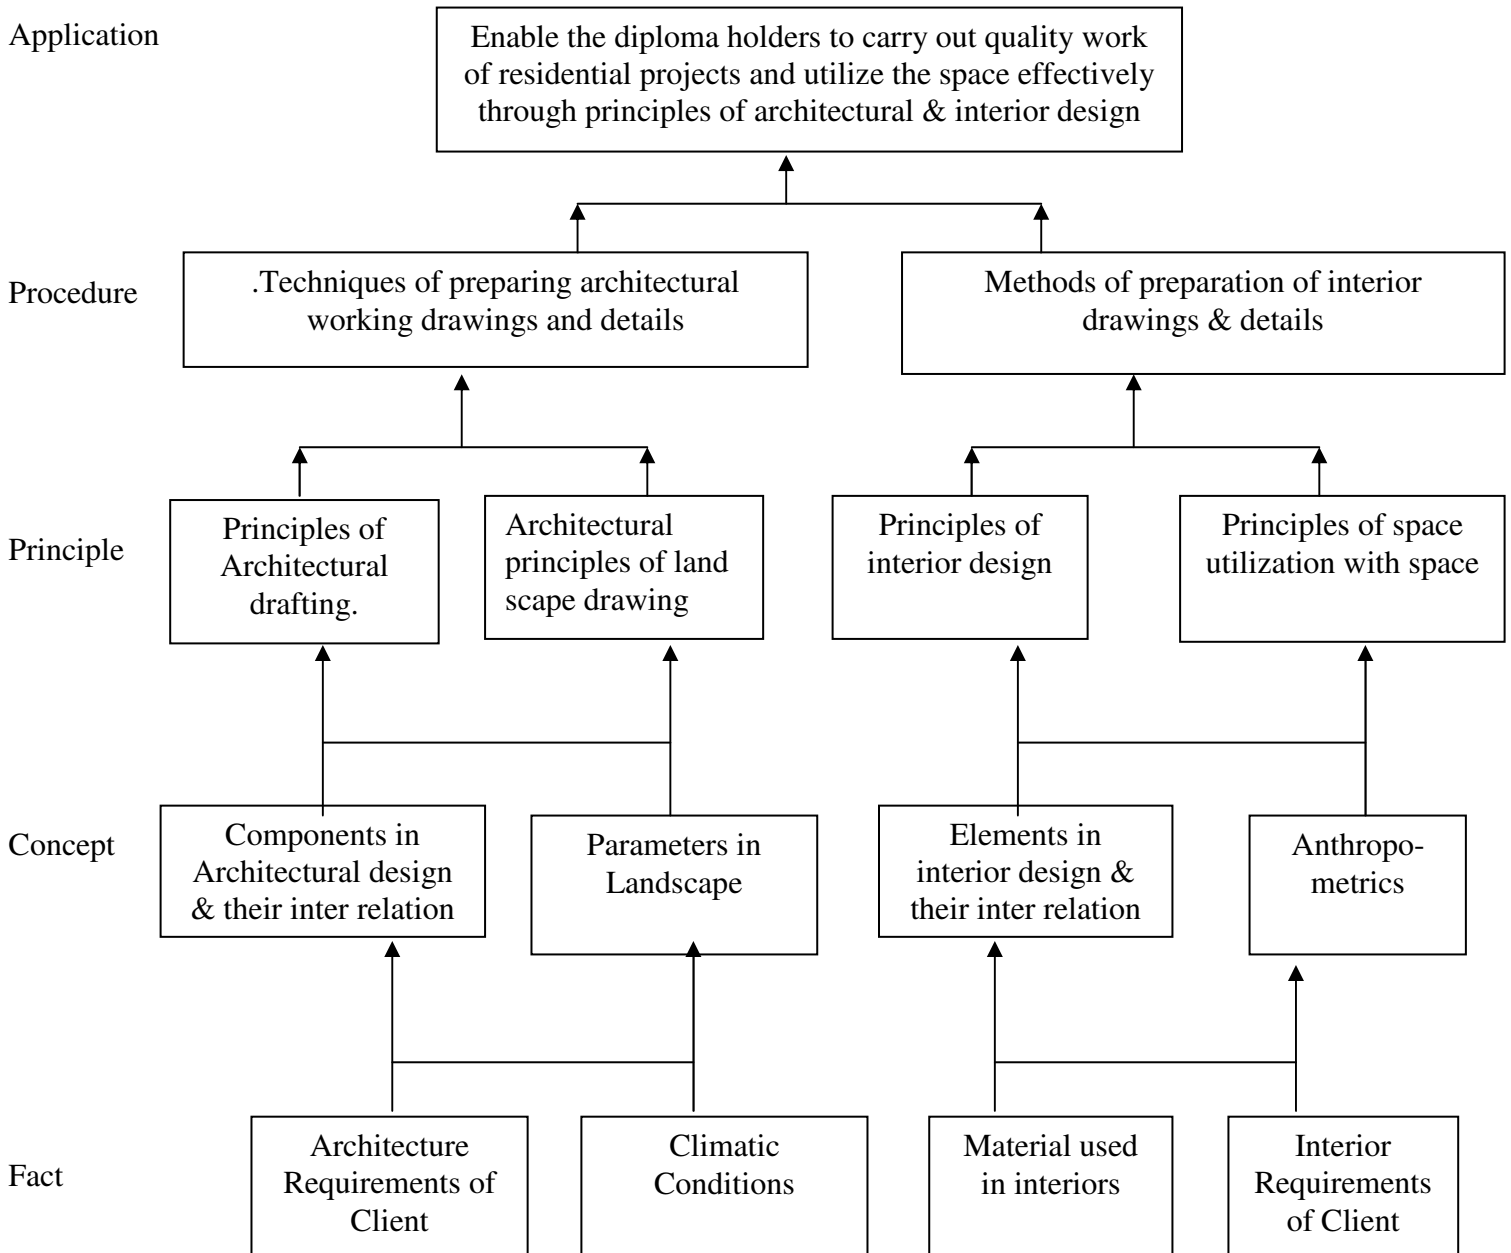 Application
Enable the diploma holders to carry out quality work
of residential projects and utilize the space effectively
through principles of architectural & interior design
Procedure
.Techniques of preparing architectural
working drawings and details
Methods of preparation of interior
drawings & details
Principle
Principles of
Architectural
drafting.
Architectural
principles of land
scape drawing
Principles of
interior design
Principles of space
utilization with space
Concept
Components in
Architectural design
& their inter relation
Parameters in
Landscape
Elements in
interior design &
their inter relation
Anthropo-
metrics
Fact
Architecture
Requirements of
Client
Climatic
Conditions
Material used
in interiors
Interior
Requirements
of Client